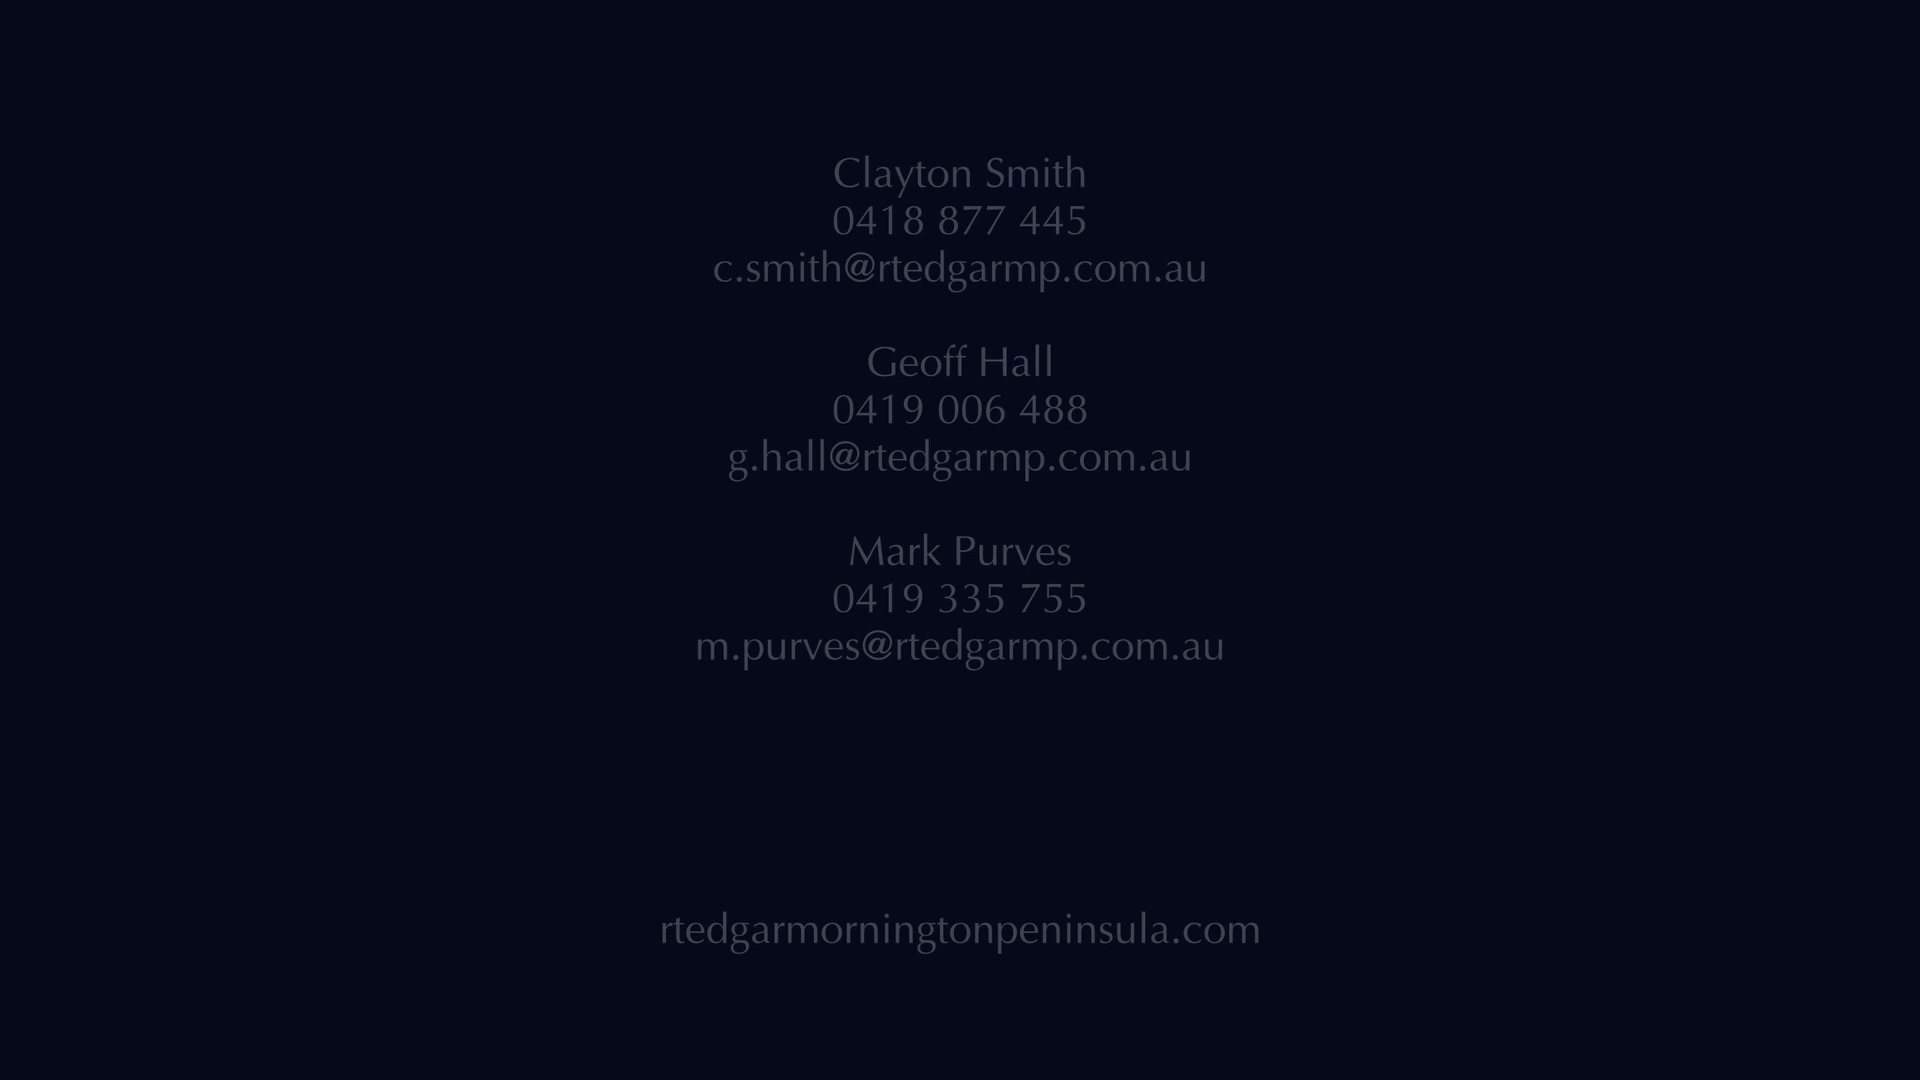 Clayton Smith
0418 877 445
c.smith@rtedgarmp.com.au
Geoff Hall
0419 006 488
g.hall@rtedgarmp.com.au
Mark Purves
0419 335 755
m.purves@rtedgarmp.com.au
rtedgarmorningtonpeninsula.com